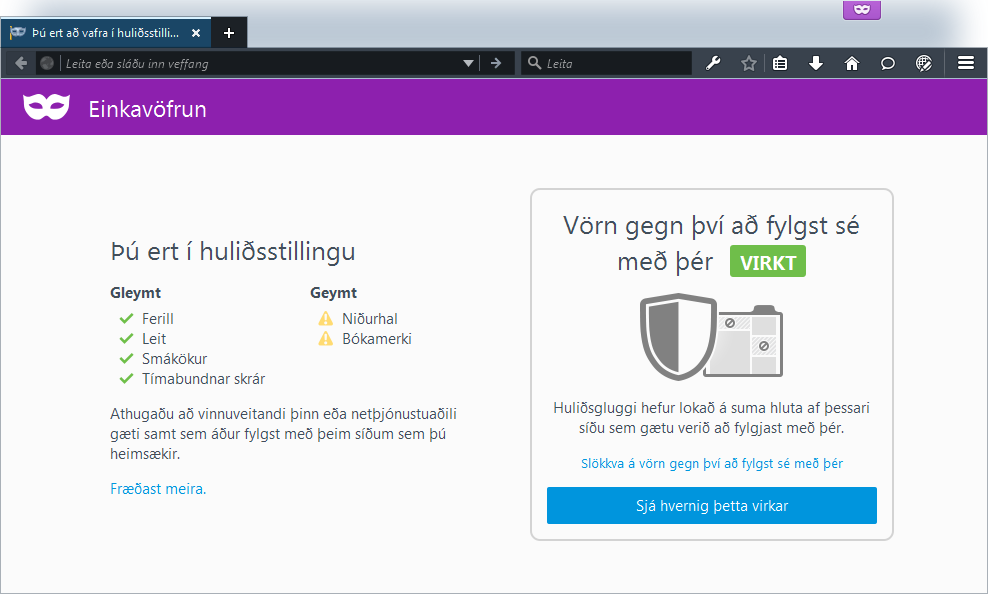 Þú ert að vafra í huliðsstilli...
Leita eða sláðu inn veffang
Leita
Einkavöfrun
Þú ert í huliðsstillingu
Gleymt
Ferill
Leit
Smákökur
Tímabundnar skrár
Geymt
Niðurhal
Bókamerki
Athugaðu að vinnuveitandi þinn eða netþjónustuaðili
gæti samt sem áður fylgst með þeim síðum sem þú
heimsækir.
Fræðast meira.
Vörn gegn því að fylgst sé
með þér VIRKT
Huliðsgluggi hefur lokað á suma hluta af þessari
síðu sem gætu verið að fylgjast með þér.
Slökkva á vörn gegn því að fylgst sé með þér
Sjá hvernig þetta virkar